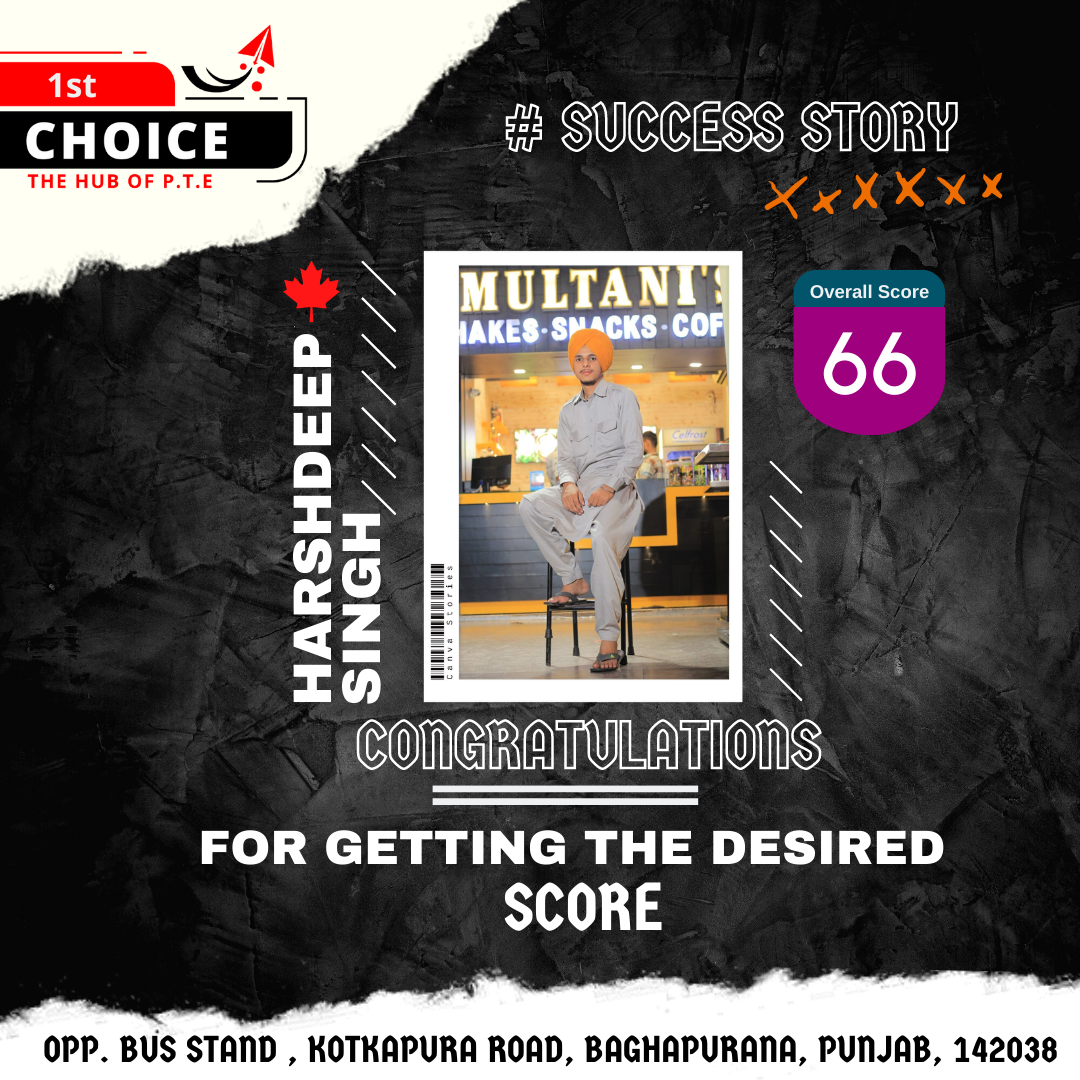 1st
CHOICE
THE HUB OF P.T.E
# SUCCESS STORY
HARSHDEEP
SINGH
MULTANI'S
HAKES·SNACKS·COF
Celfrost
Canva Stories
Overall Score
66
CONGRATULATIONS
FOR GETTING THE DESIRED
SCORE
OPP. BUS STAND , KOTKAPURA ROAD, BAGHAPURANA, PUNJAB, 142038